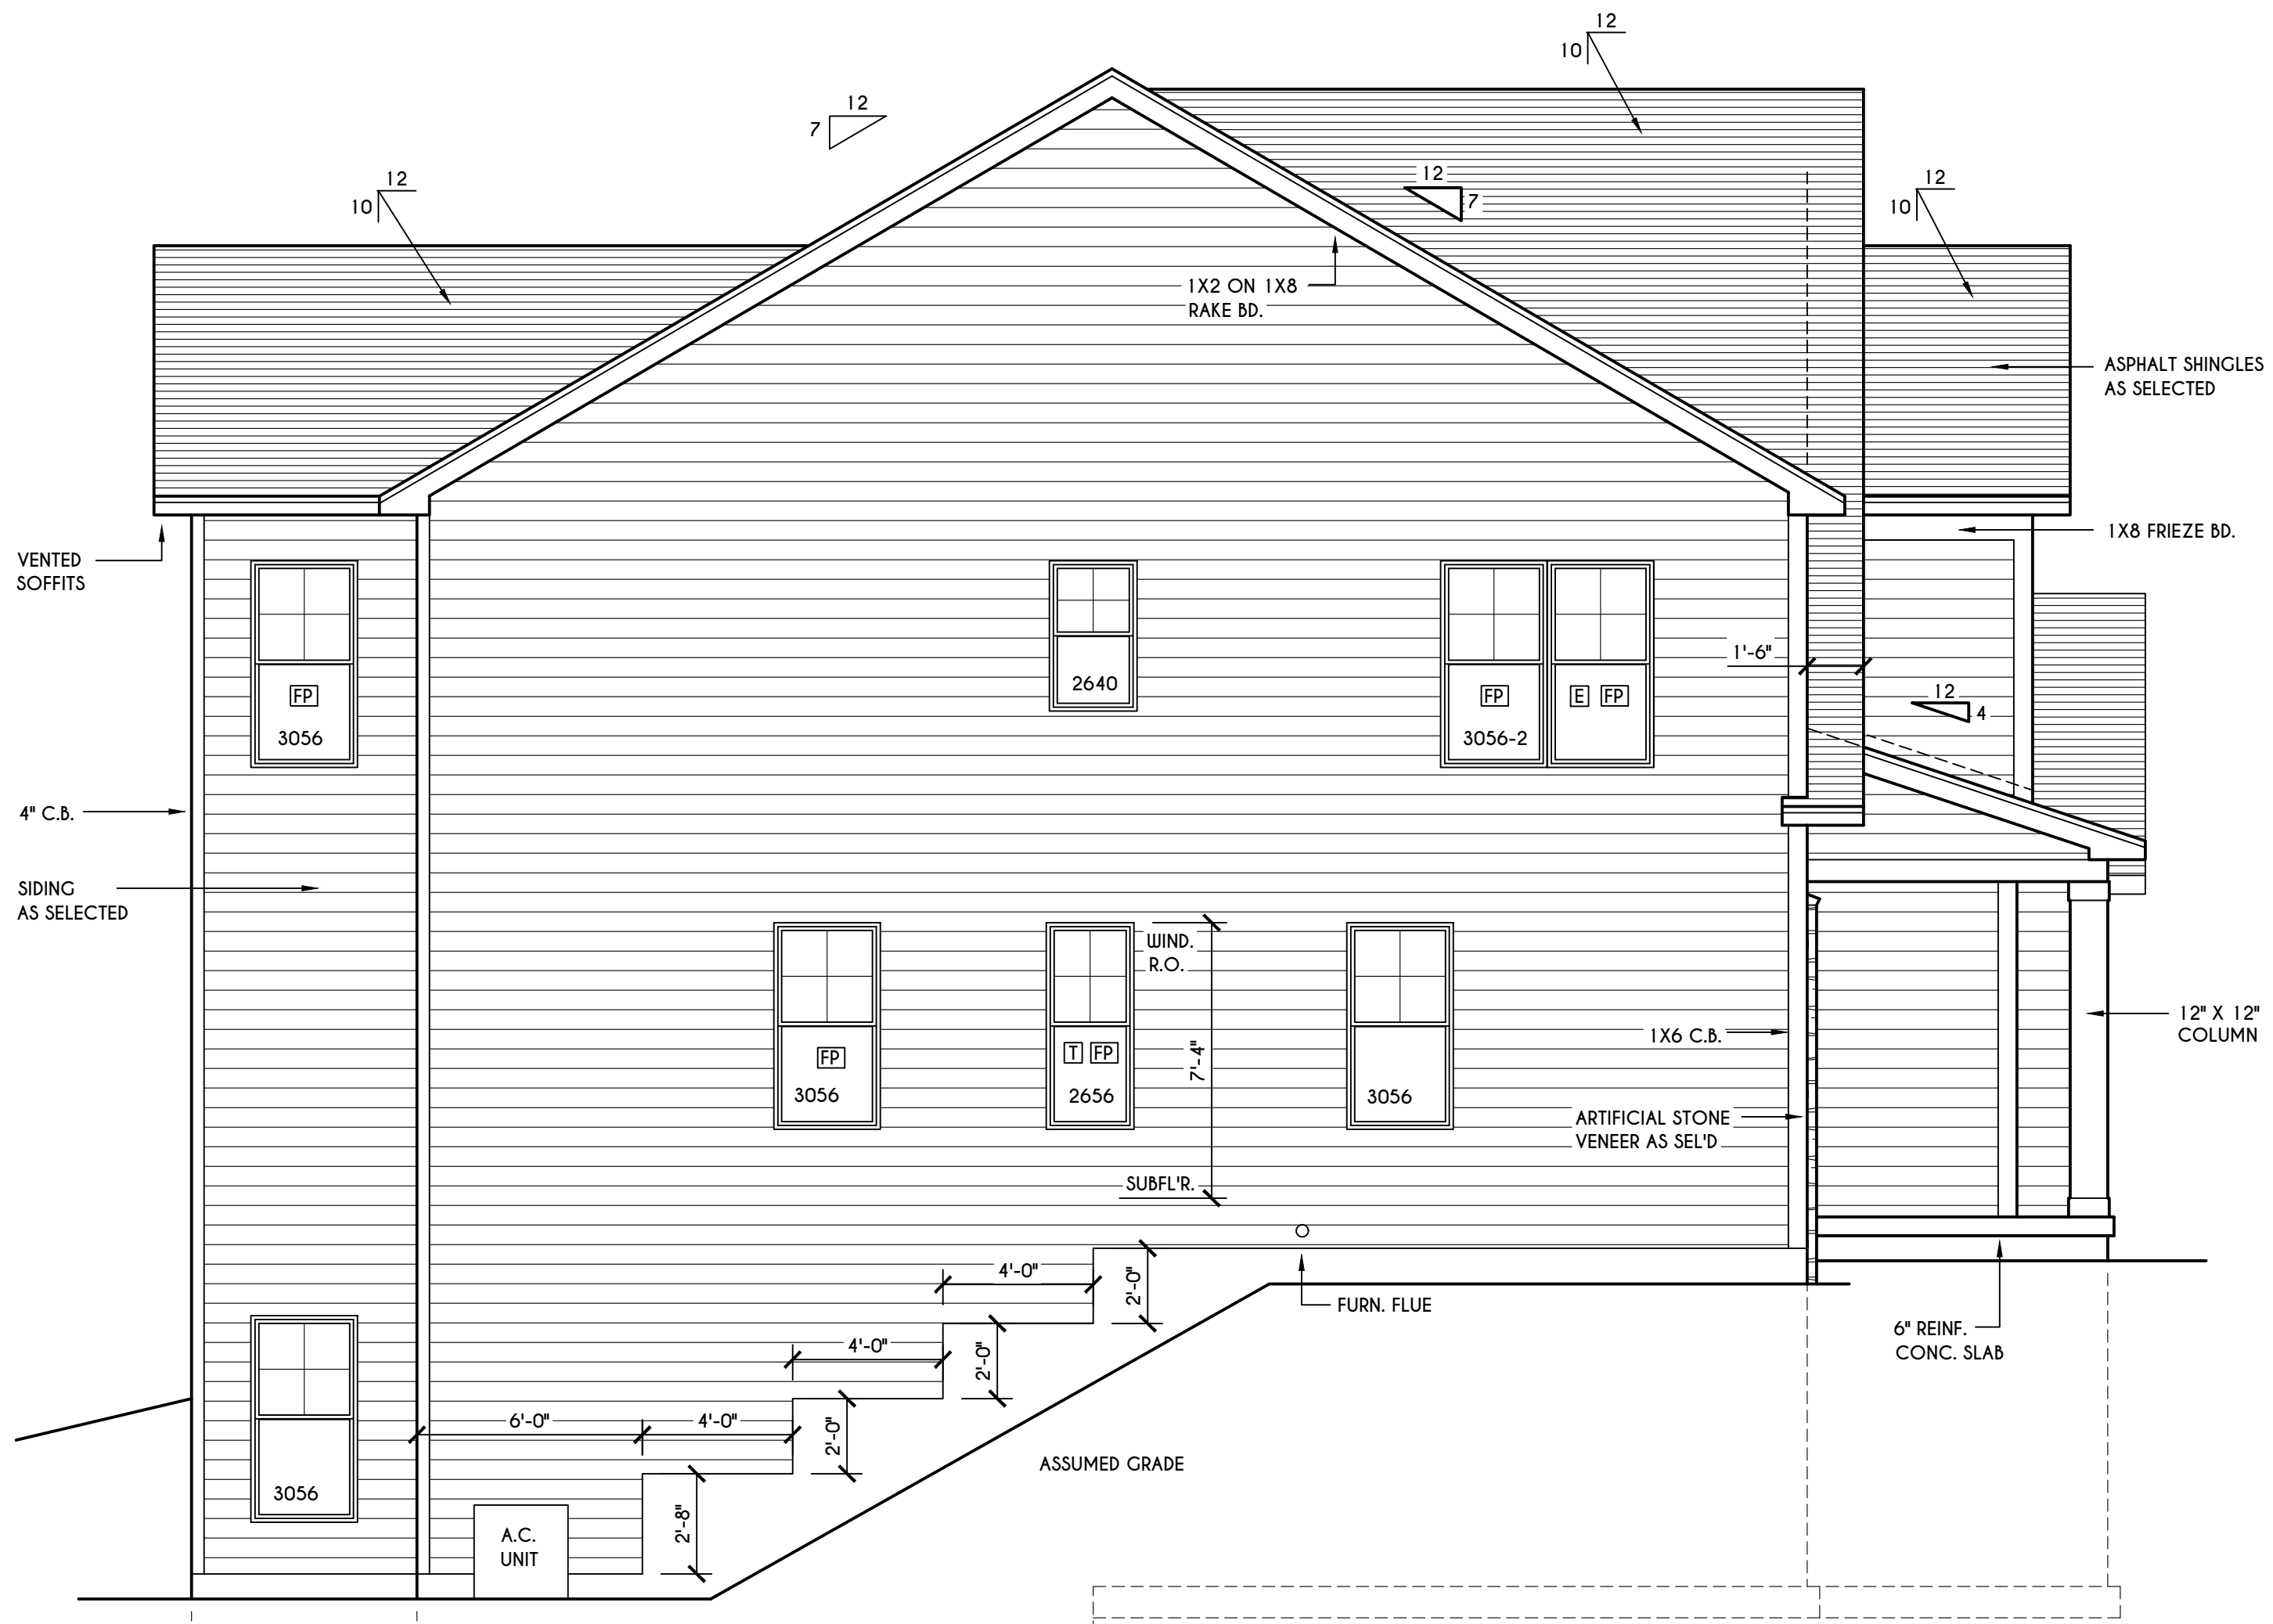 12
10
12
7
12
7
12
10
12
10
1X2 ON 1X8
RAKE BD.
ASPHALT SHINGLES
AS SELECTED
1X8 FRIEZE BD.
VENTED
SOFFITS
FP
3056
2640
FP
3056-2
E FP
1'-6"
12
4
4" C.B.
SIDING
AS SELECTED
WIND.
R.O.
7'-4"
FP
3056
T FP
2656
3056
1X6 C.B.
12" X 12"
COLUMN
ARTIFICIAL STONE
VENEER AS SEL'D
SUBFL'R.
4'-0"
2'-0"
FURN. FLUE
6" REINF.
CONC. SLAB
4'-0"
2'-0"
6'-0"
4'-0"
2'-0"
ASSUMED GRADE
3056
2'-8"
A.C.
UNIT